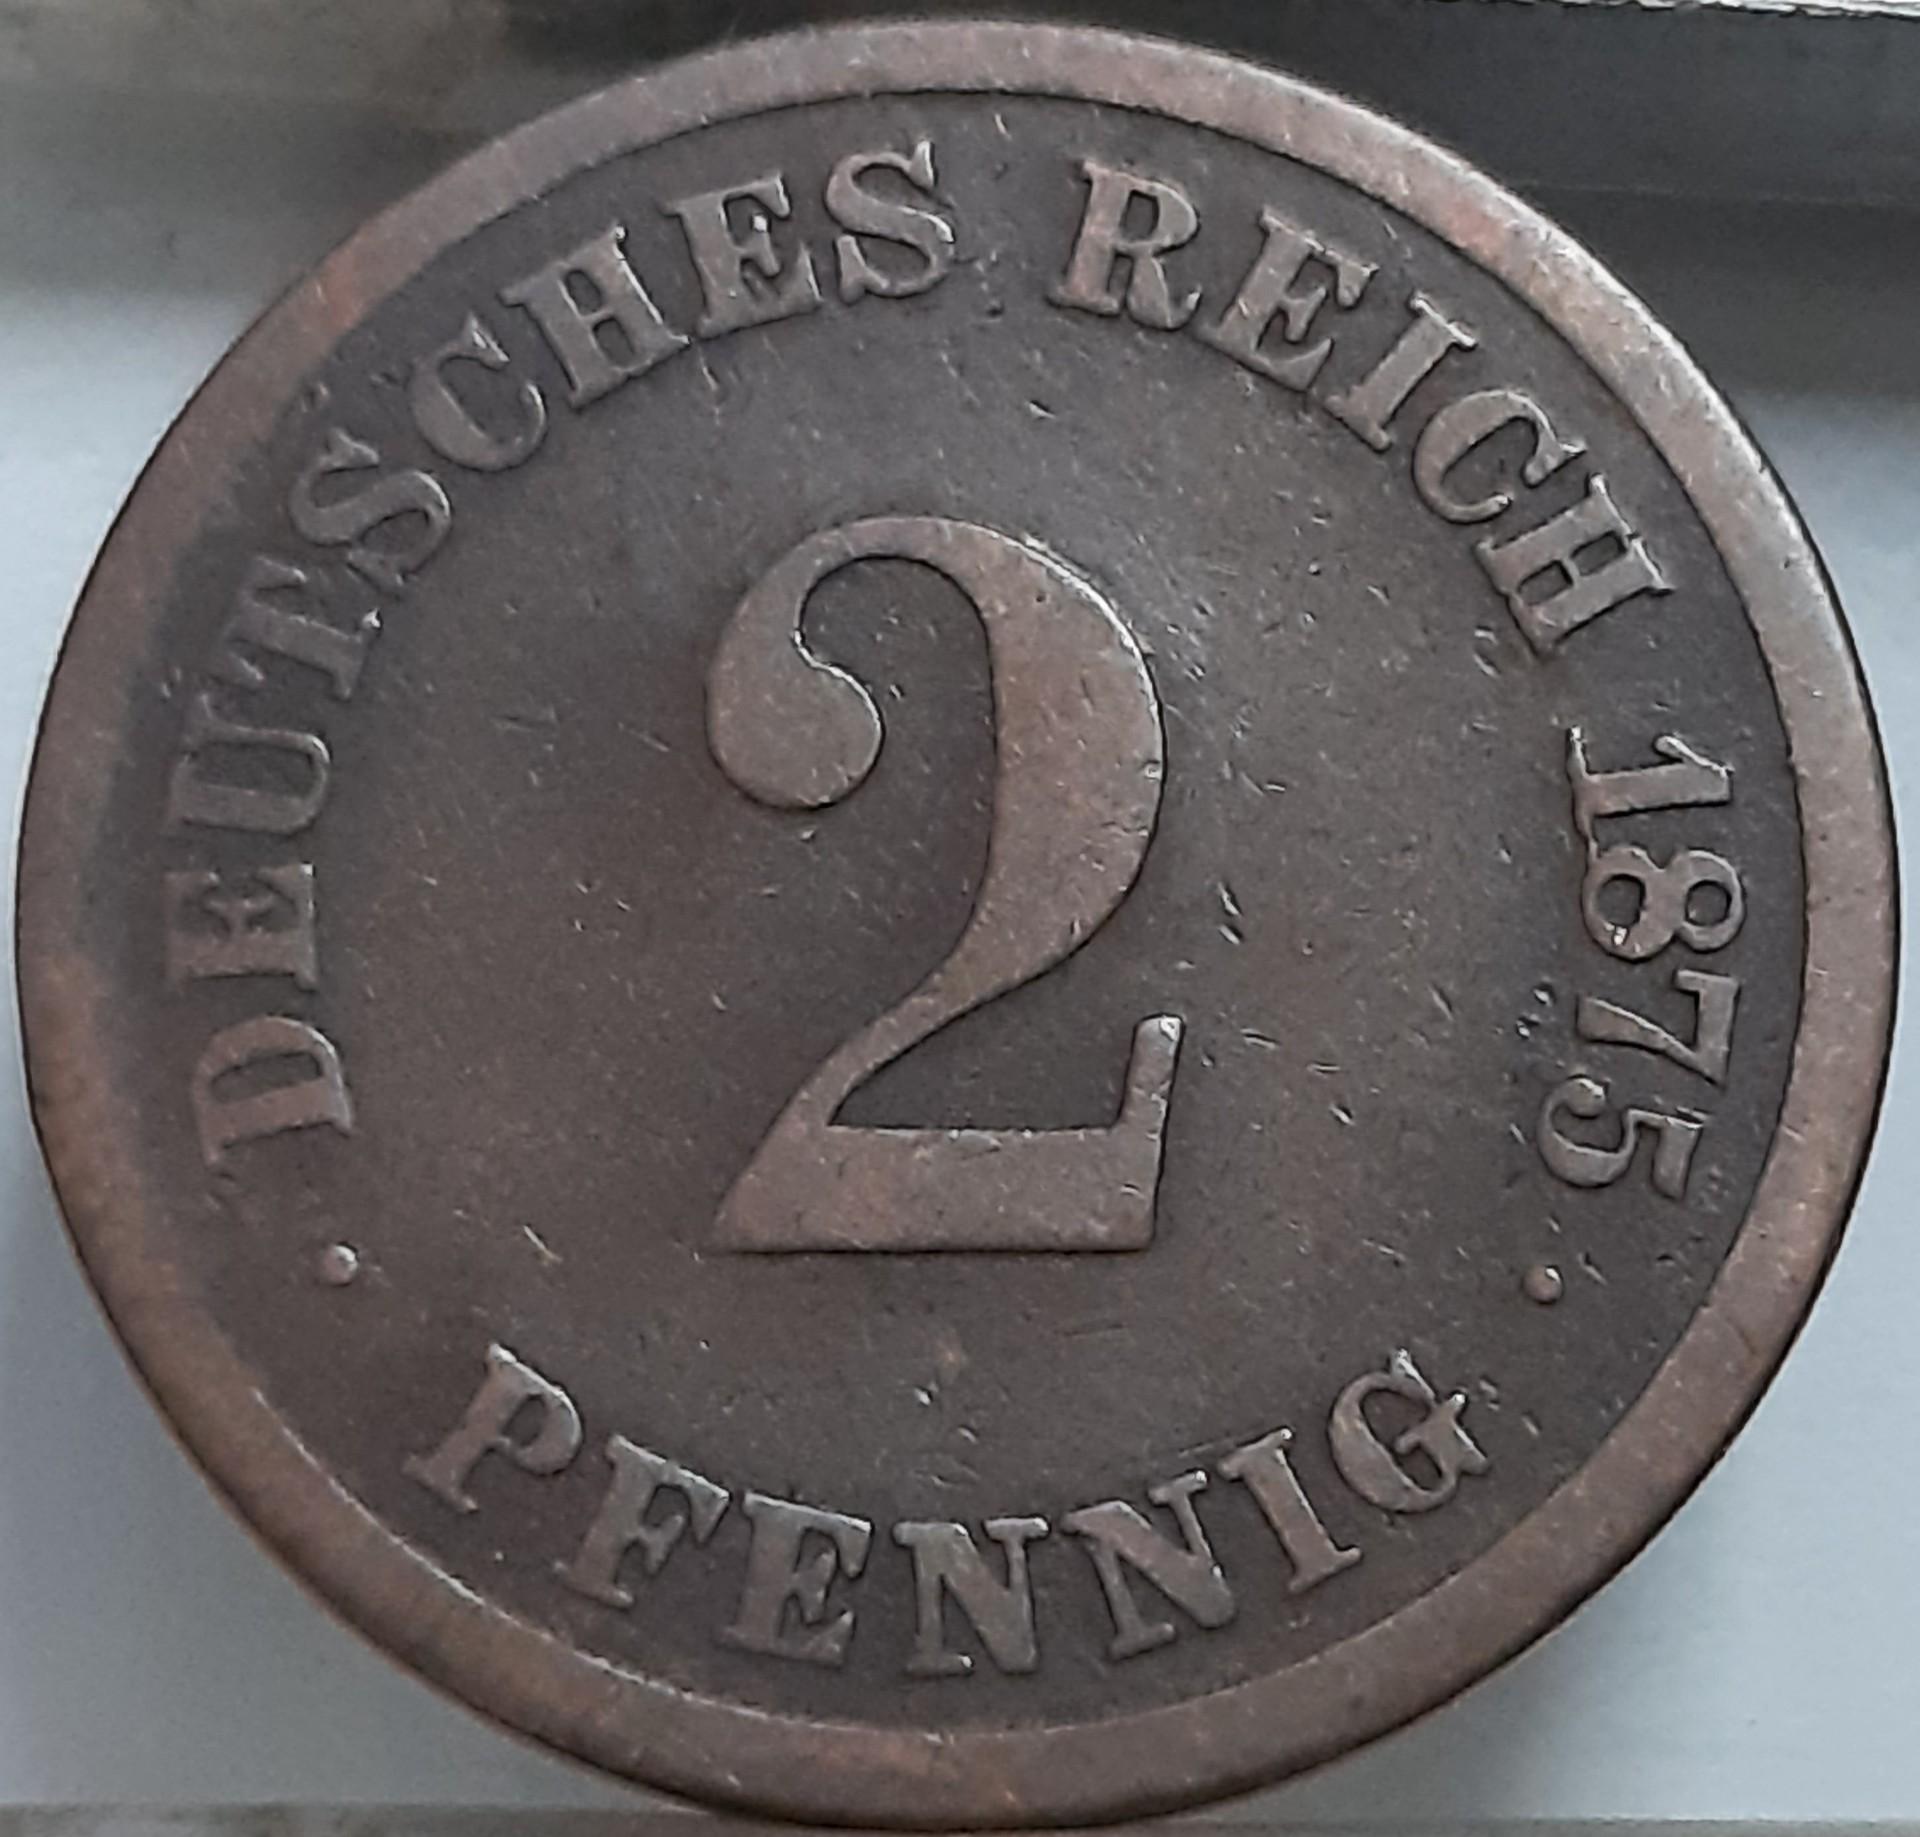 DEUTSCHES REICH 1875
2
· PFENNIG ·